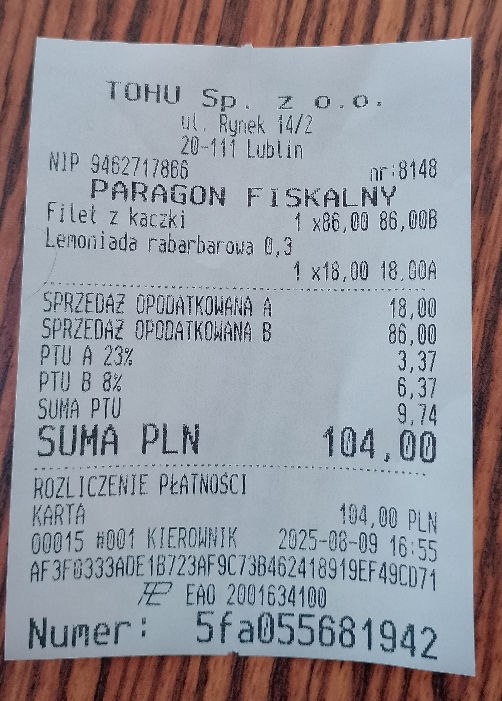 TOHU Sp. z o.o.
ul. Rynek 14/2
20-111 Lublin
NIP 9462717866 nr:8148
PARAGON FISKALNY
Filet z kaczki 1 x86,00 86,00B
Lemoniada rabarbarowa 0,3
1 x18,00 18,00A
SPRZEDAŻ OPODATKOWANA A 18,00
SPRZEDAŻ OPODATKOWANA B 86,00
PTU A 23% 3,37
PTU B 8% 6,37
SUMA PTU 9,74
SUMA PLN 104,00
ROZLICZENIE PŁATNOŚCI
KARTA 104,00 PLN
00015 #001 KIEROWNIK 2025-08-09 16:55
AF3F0333ADE1B723AF9C73B462418919EF49CD71
EAO 2001634100
Numer: 5fa055681942